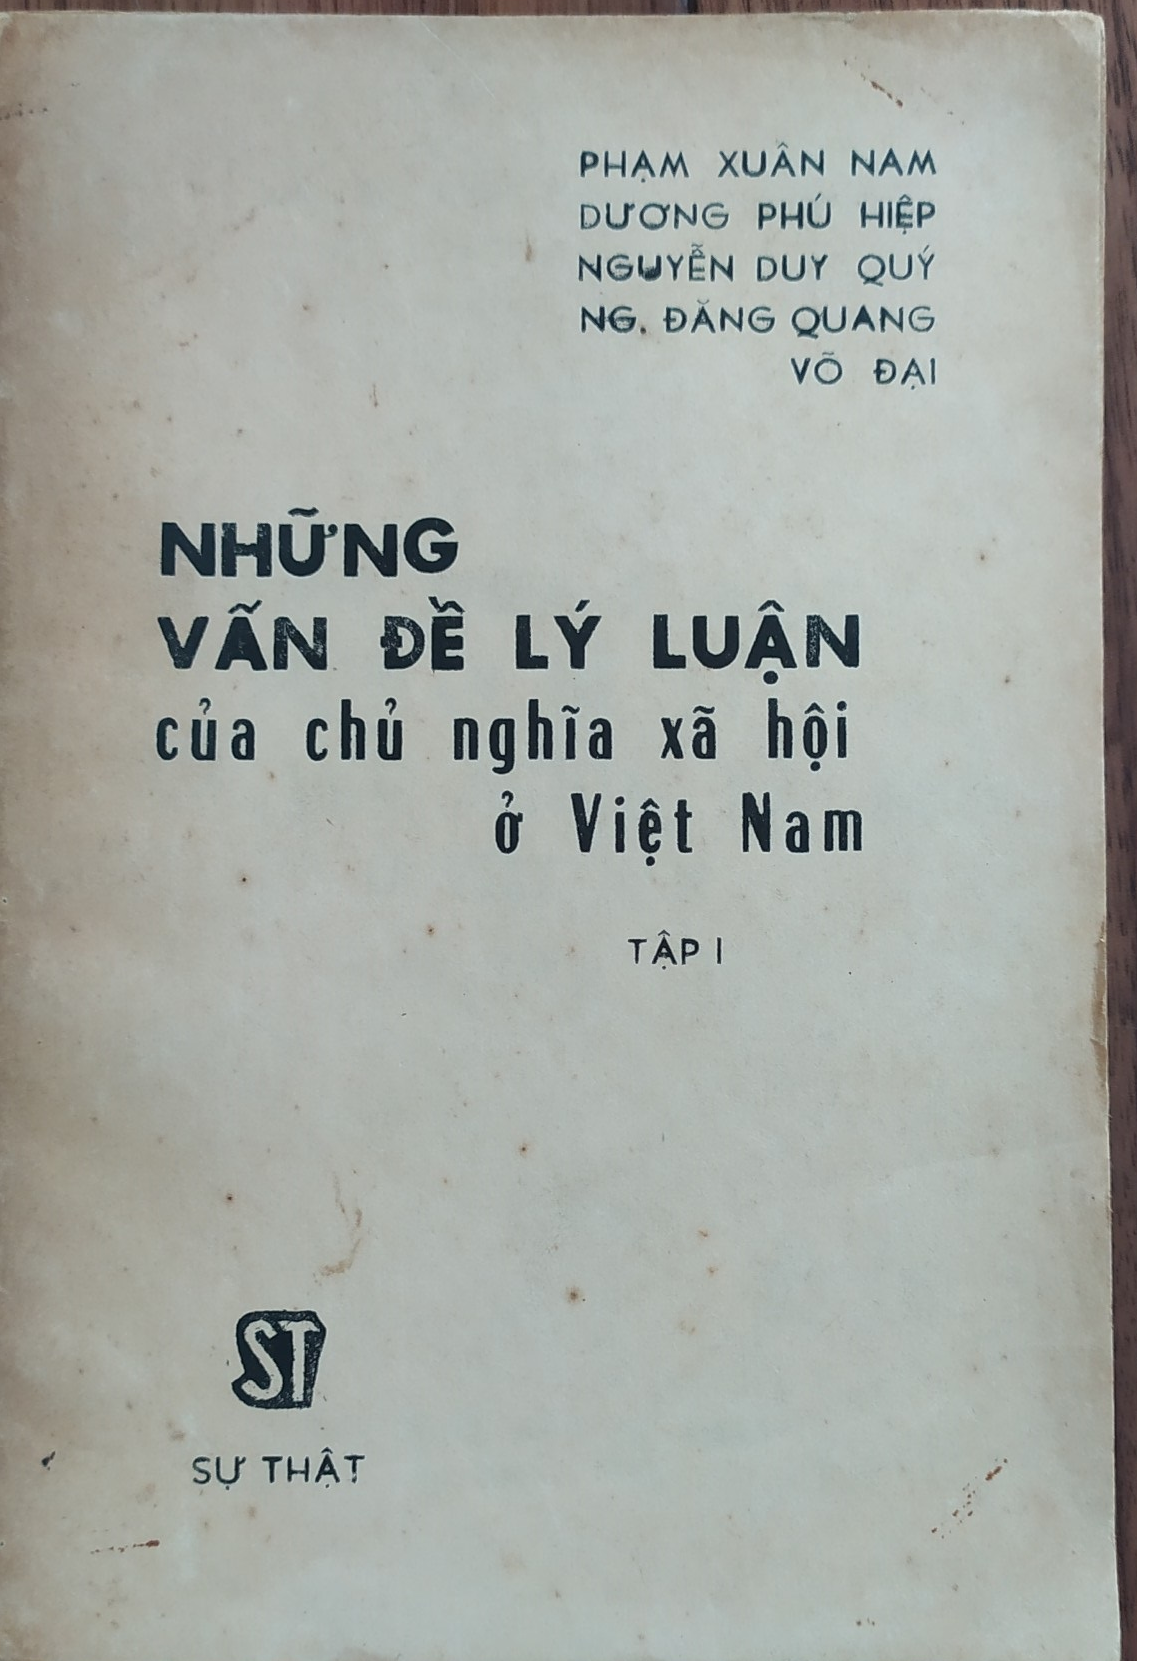 PHẠM XUÂN NAM
DƯƠNG PHÚ HIỆP
NGUYỄN DUY QUÝ
NG. ĐĂNG QUANG
VÕ ĐẠI
NHỮNG
VẤN ĐỀ LÝ LUẬN
của chủ nghĩa xã hội
ở Việt Nam
TẬP I
ST
SỰ THẬT